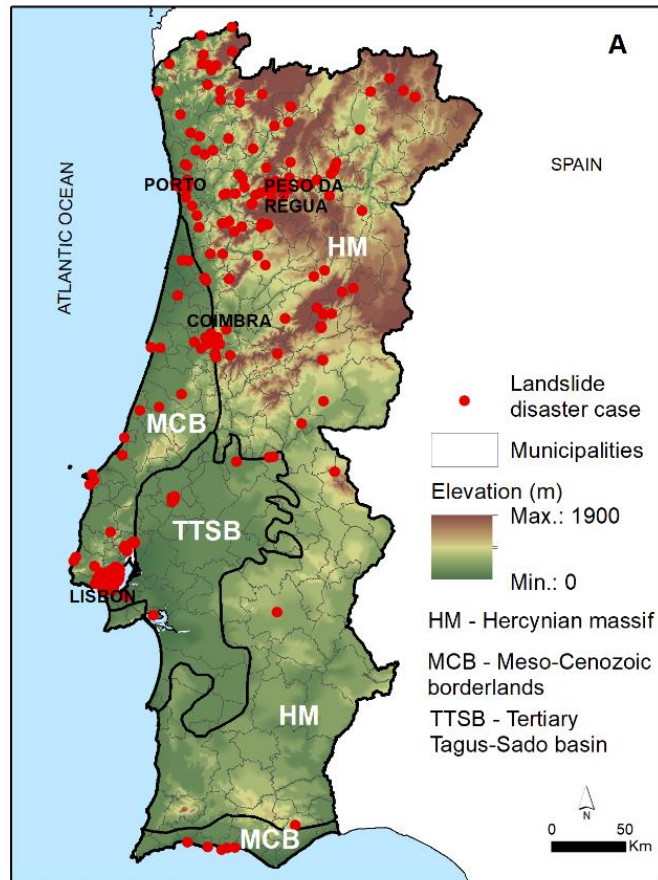 A
ATLANTIC OCEAN
SPAIN
PORTO
PESO DA
REGUA
HM
COIMBRA
MCB
TTSB
LISBON
HM
MCB
Landslide
disaster case
Municipalities
Elevation (m)
Max.: 1900
Min.: 0
HM - Hercynian massif
MCB - Meso-Cenozoic
borderlands
TTSB - Tertiary
Tagus-Sado basin
N
0 50
Km